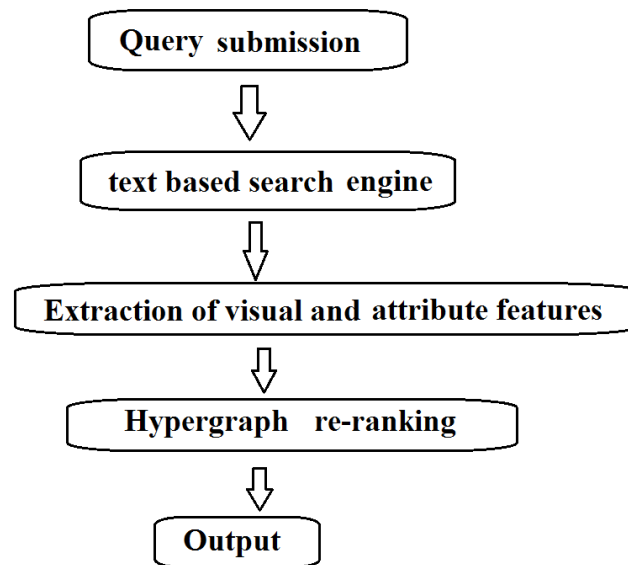 Query submission
text based search engine
Extraction of visual and attribute features
Hypergraph re-ranking
Output